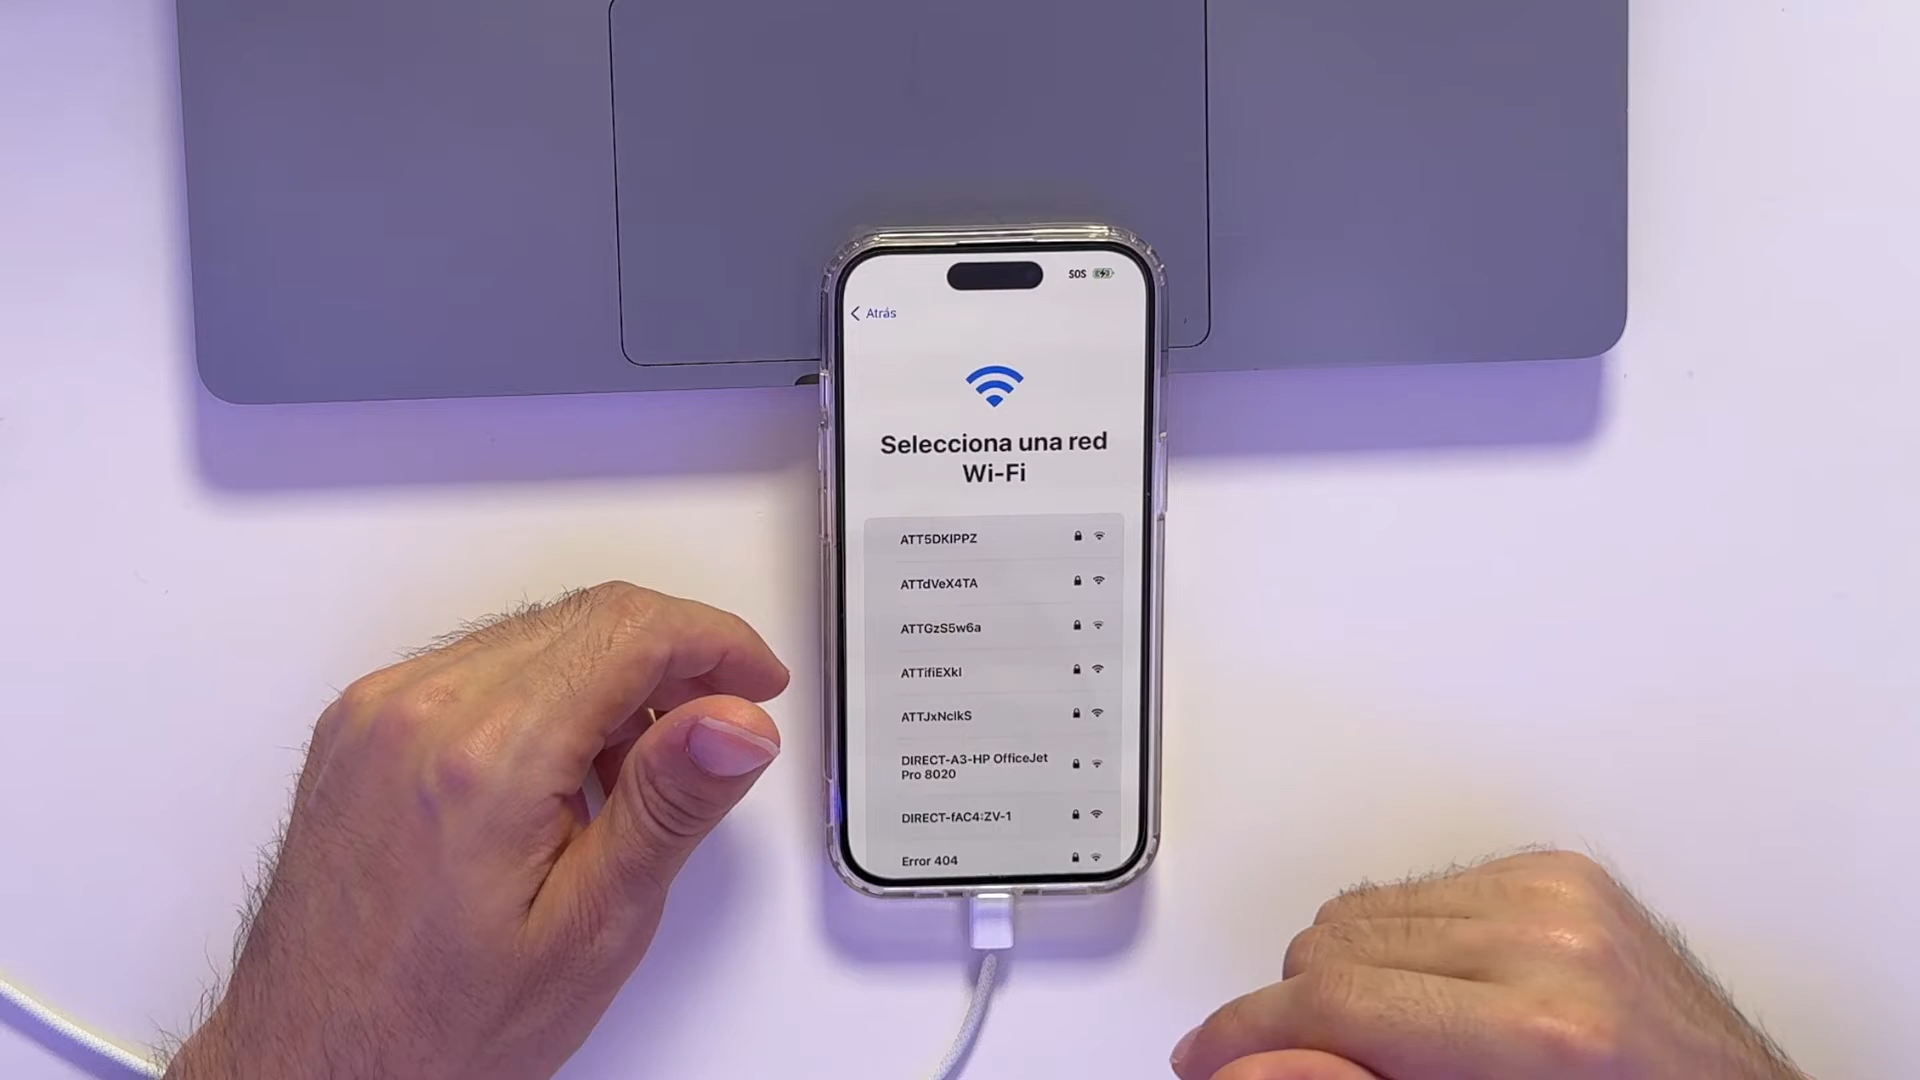 SOS
Atrás
Selecciona una red
Wi-Fi
ATT5DKIPPZ
ATTdVeX4TA
ATTGzS5w6a
ATTifiEXkI
ATTJxNcIkS
DIRECT-A3-HP OfficeJet
Pro 8020
DIRECT-fAC4:ZV-1
Error 404